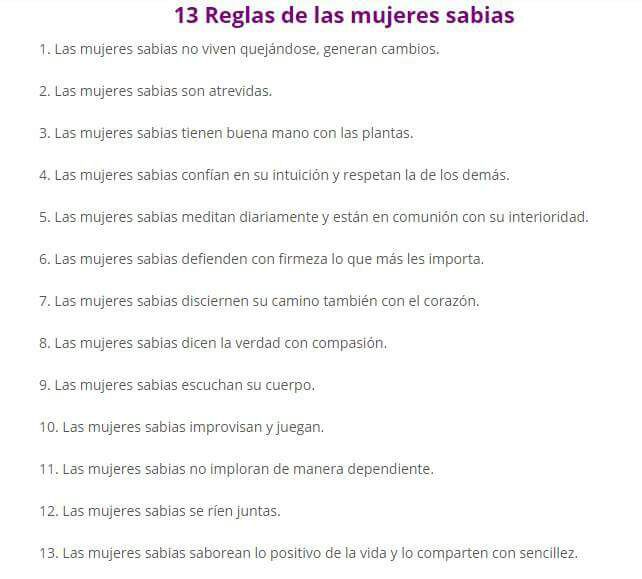 13 Reglas de las mujeres sabias
1. Las mujeres sabias no viven quejándose, generan cambios.
2. Las mujeres sabias son atrevidas.
3. Las mujeres sabias tienen buena mano con las plantas.
4. Las mujeres sabias confían en su intuición y respetan la de los demás.
5. Las mujeres sabias meditan diariamente y están en comunión con su interioridad.
6. Las mujeres sabias defienden con firmeza lo que más les importa.
7. Las mujeres sabias disciernen su camino también con el corazón.
8. Las mujeres sabias dicen la verdad con compasión.
9. Las mujeres sabias escuchan su cuerpo.
10. Las mujeres sabias improvisan y juegan.
11. Las mujeres sabias no imploran de manera dependiente.
12. Las mujeres sabias se ríen juntas.
13. Las mujeres sabias saborean lo positivo de la vida y lo comparten con sencillez.